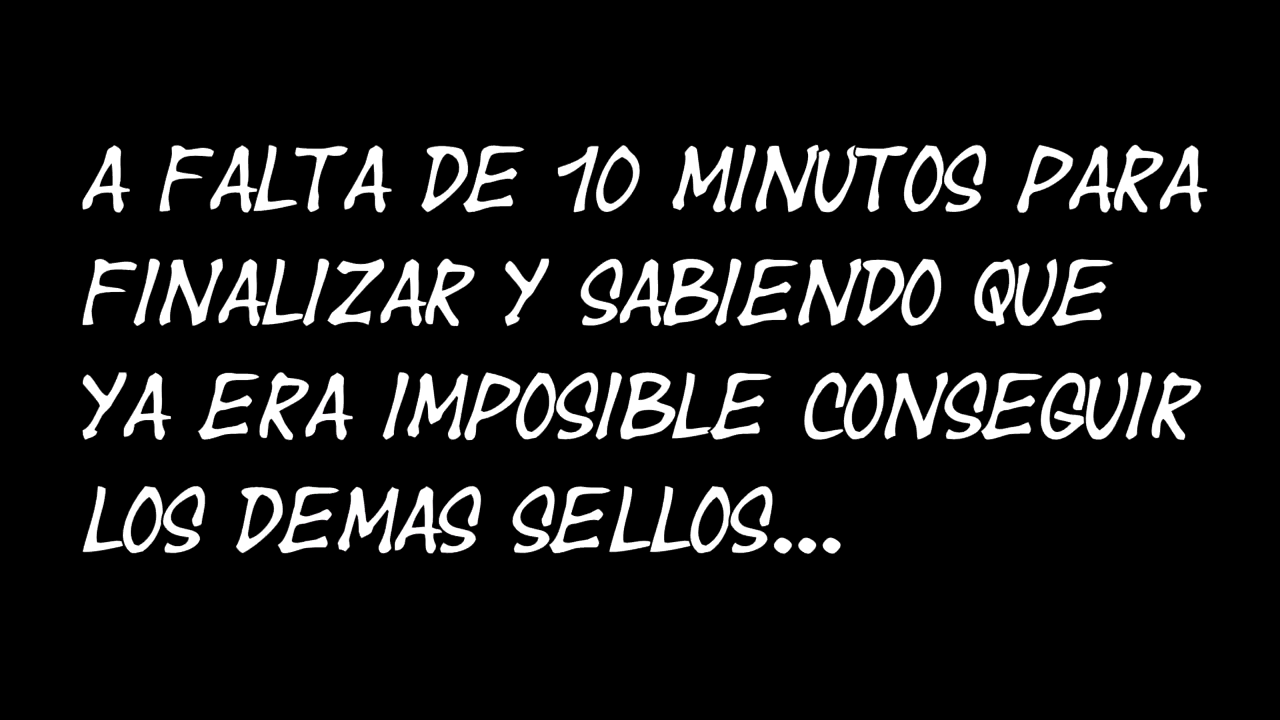 A FALTA DE 10 MINUTOS PARA
FINALIZAR Y SABIENDO QUE
YA ERA IMPOSIBLE CONSEGUIR
LOS DEMAS SELLOS...